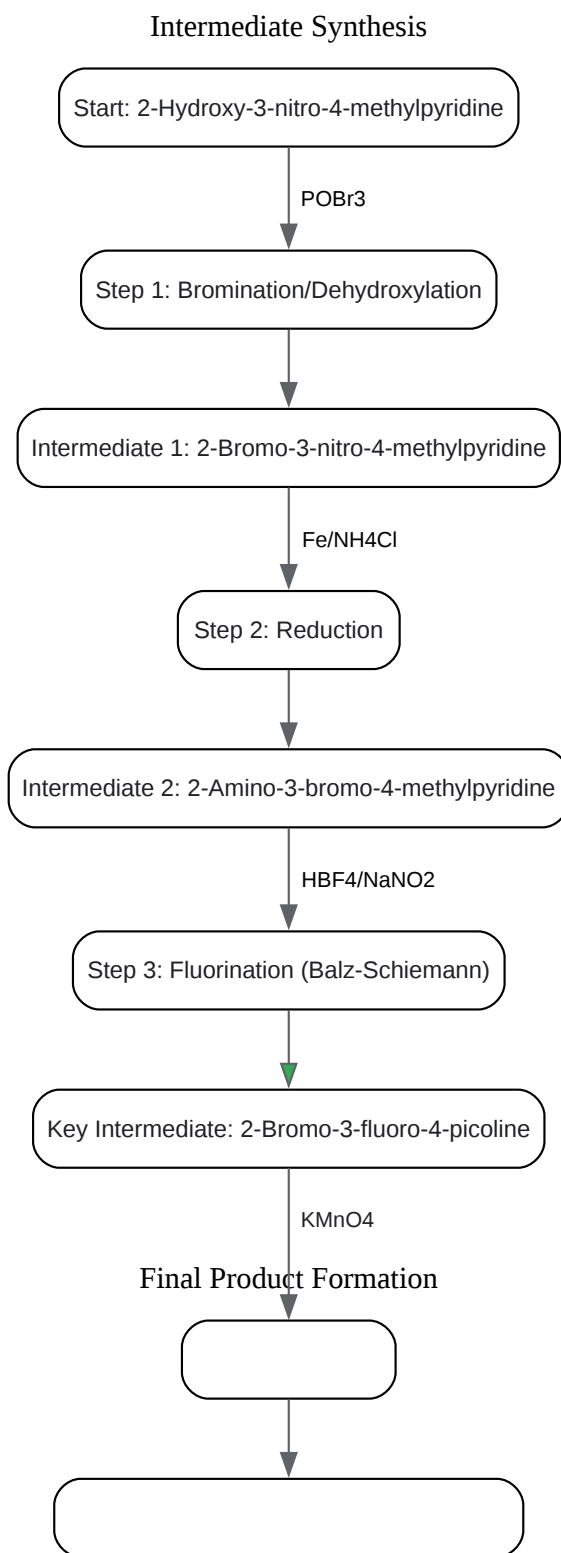 Intermediate Synthesis
Start: 2-Hydroxy-3-nitro-4-methylpyridine
POBr3
Step 1: Bromination/Dehydroxylation
Intermediate 1: 2-Bromo-3-nitro-4-methylpyridine
Fe/NH4Cl
Step 2: Reduction
Intermediate 2: 2-Amino-3-bromo-4-methylpyridine
HBF4/NaNO2
Step 3: Fluorination (Balz-Schiemann)
Key Intermediate: 2-Bromo-3-fluoro-4-picoline
KMnO4
Final Product Formation